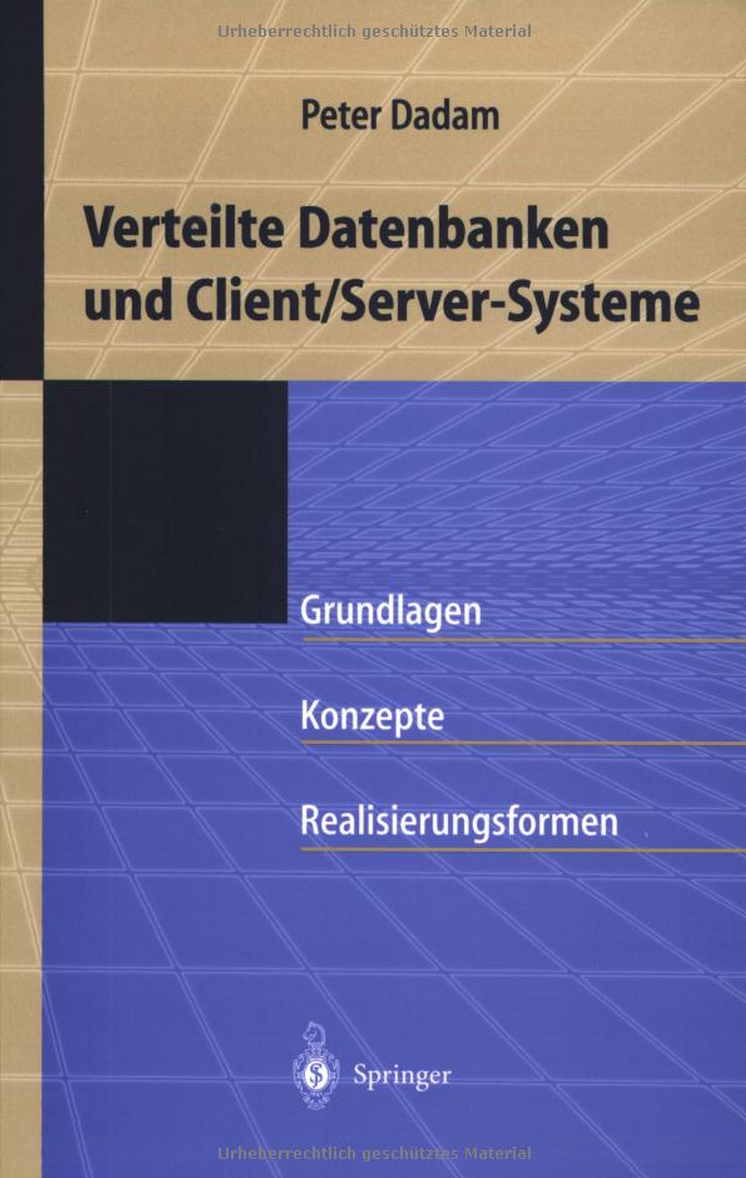 Urheberrechtlich geschütztes Material
Peter Dadam
Verteilte Datenbanken
und Client/Server-Systeme
Grundlagen
Konzepte
Realisierungsformen
Springer
Urheberrechtlich geschütztes Material